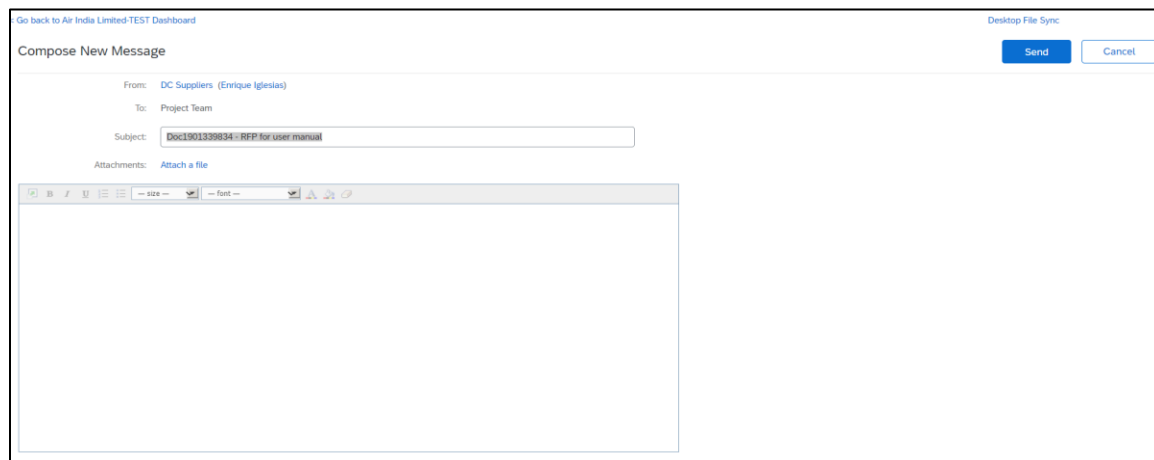 Go back to Air India Limited-TEST Dashboard
Desktop File Sync
Compose New Message
Send
Cancel
From: DC Suppliers (Enrique Iglesias)
To: Project Team
Subject: Doc1901339834 - RFP for user manual
Attachments: Attach a file
B I U — size — — font — A